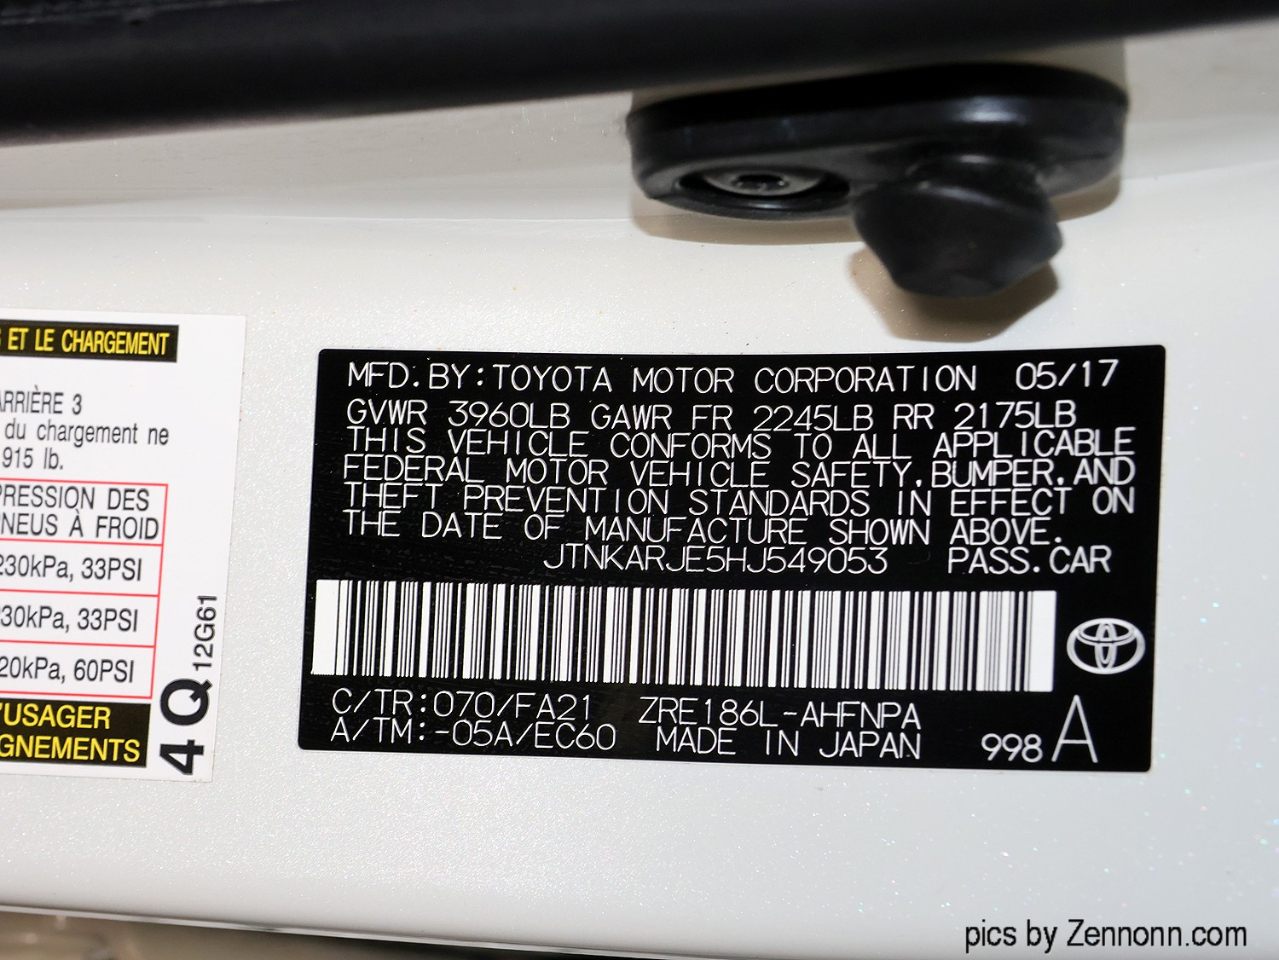 ET LE CHARGEMENT
ARRIÈRE 3
du chargement ne
915 lb.
PRESSION DES
PNEUS À FROID
230kPa, 33PSI
230kPa, 33PSI
20kPa, 60PSI
'USAGER
GNEMENTS
4Q 12G61
MFD. BY: TOYOTA MOTOR CORPORATION 05/17
GVWR 3960LB GAWR FR 2245LB RR 2175LB
THIS VEHICLE CONFORMS TO ALL APPLICABLE
FEDERAL MOTOR VEHICLE SAFETY, BUMPER, AND
THEFT PREVENTION STANDARDS IN EFFECT ON
THE DATE OF MANUFACTURE SHOWN ABOVE.
JTNKARJE5HJ549053 PASS. CAR
C/TR: 070/FA21 ZRE186L-AHFNPA
A/TM: -05A/EC60 MADE IN JAPAN 998 A
pics by Zennonn.com